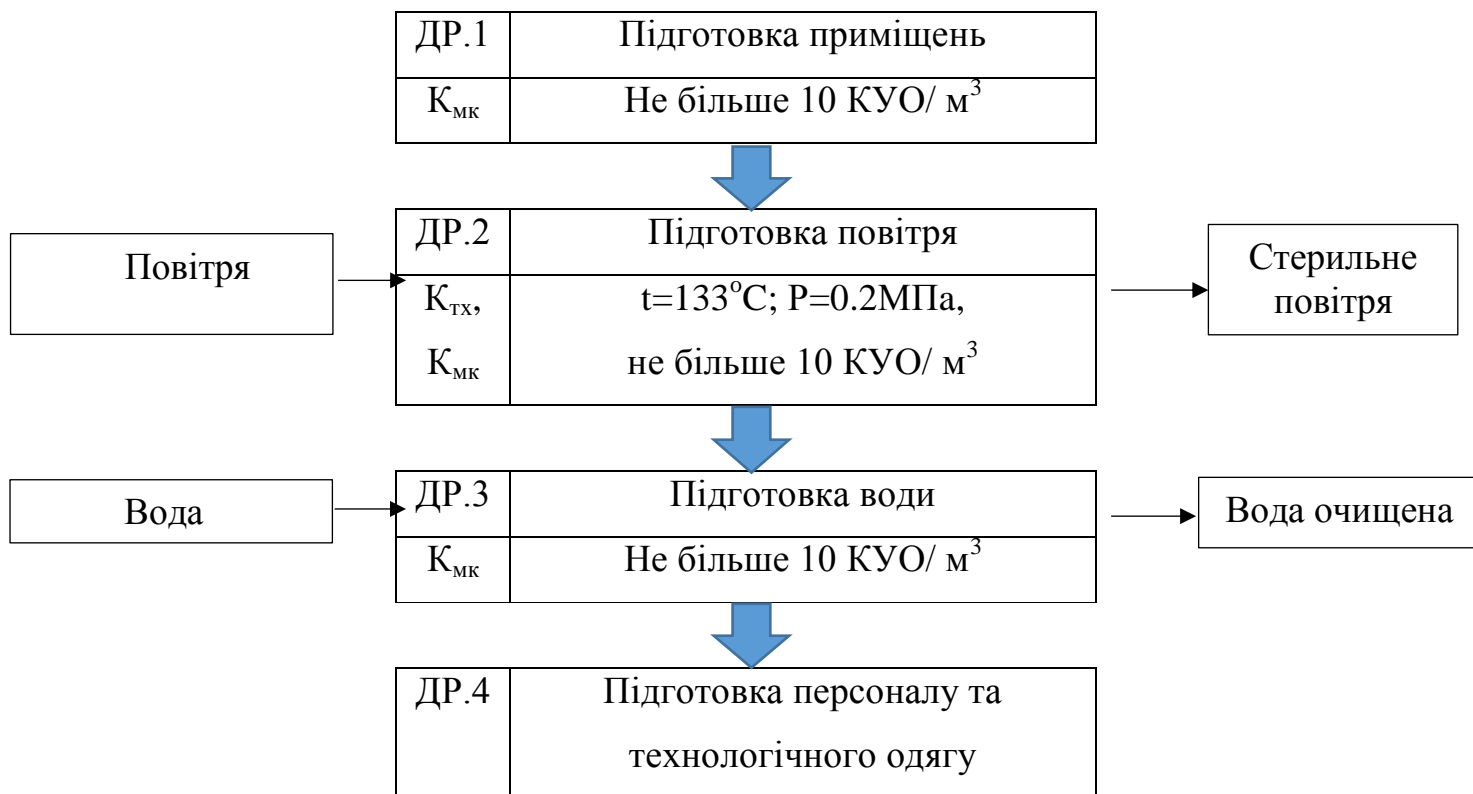 ДР.1 Підготовка приміщень
Кмк Не більше 10 КУО/ м³
Повітря
ДР.2 Підготовка повітря
Ктх, t=133°C; P=0.2МПа,
Кмк не більше 10 КУО/ м³
Стерильне
повітря
Вода
ДР.3 Підготовка води
Кмк Не більше 10 КУО/ м³
Вода очищена
ДР.4 Підготовка персоналу та
технологічного одягу